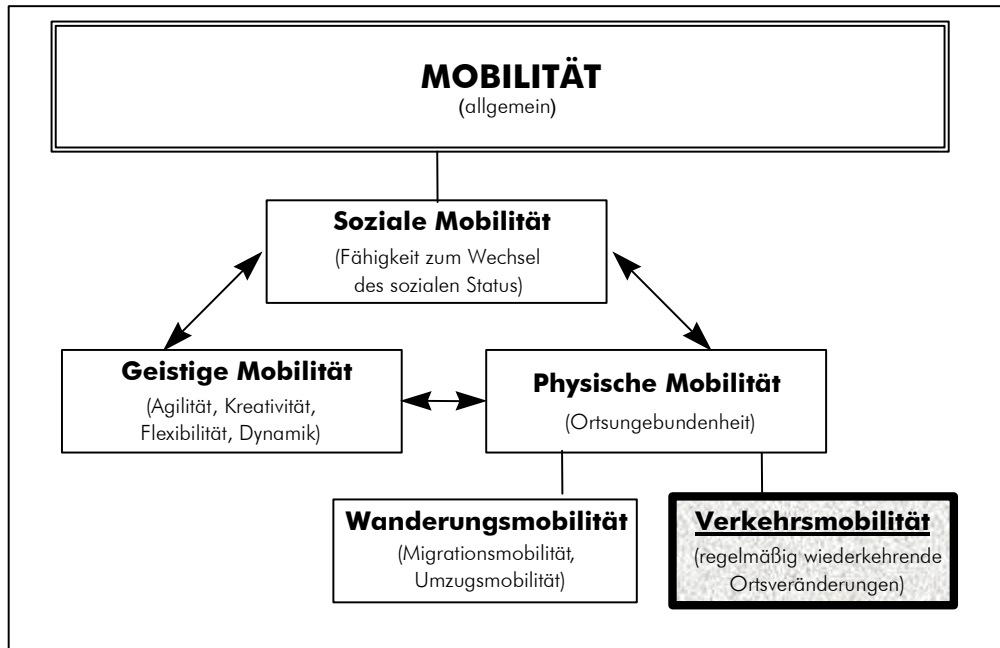 MOBILITÄT
(allgemein)
Soziale Mobilität
(Fähigkeit zum Wechsel
des sozialen Status)
Geistige Mobilität
(Agilität, Kreativität,
Flexibilität, Dynamik)
Physische Mobilität
(Ortsungebundenheit)
Wanderungsmobilität
(Migrationsmobilität,
Umzugsmobilität)
Verkehrsmobilität
(regelmäßig wiederkehrende
Ortsveränderungen)